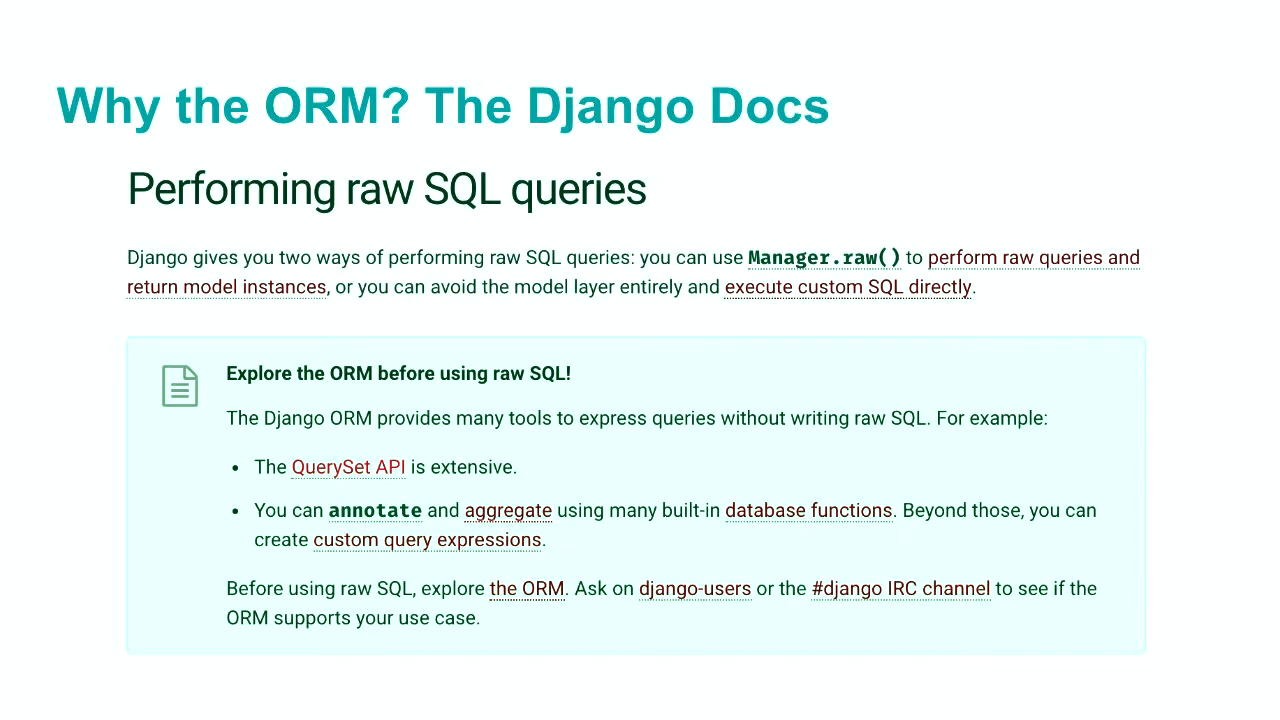 Why the ORM? The Django Docs
Performing raw SQL queries
Django gives you two ways of performing raw SQL queries: you can use Manager.raw() to perform raw queries and
return model instances, or you can avoid the model layer entirely and execute custom SQL directly.
Explore the ORM before using raw SQL!
The Django ORM provides many tools to express queries without writing raw SQL. For example:
• The QuerySet API is extensive.
• You can annotate and aggregate using many built-in database functions. Beyond those, you can
create custom query expressions.
Before using raw SQL, explore the ORM. Ask on django-users or the #django IRC channel to see if the
ORM supports your use case.